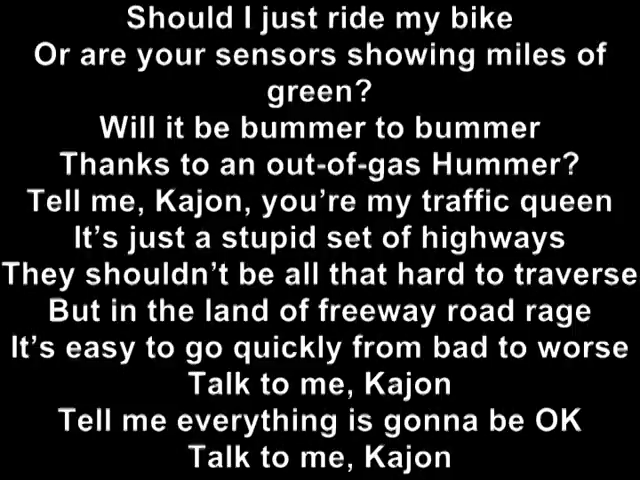 Should I just ride my bike
Or are your sensors showing miles of
green?
Will it be bummer to bummer
Thanks to an out-of-gas Hummer?
Tell me, Kajon, you’re my traffic queen
It’s just a stupid set of highways
They shouldn’t be all that hard to traverse
But in the land of freeway road rage
It’s easy to go quickly from bad to worse
Talk to me, Kajon
Tell me everything is gonna be OK
Talk to me, Kajon